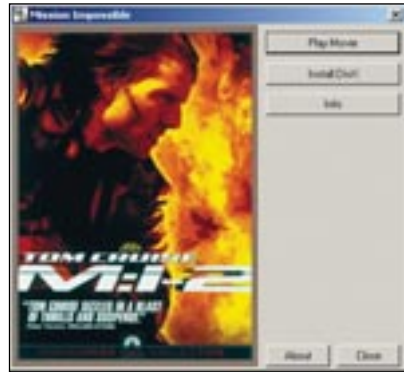 Mission Impossible
Play Movie
Install DivX
Info
TOM CRUISE
M:I-2
"TOM CRUISE SIZZLES IN A BLAST
OF THRILLS AND SUSPENSE."
About
Close